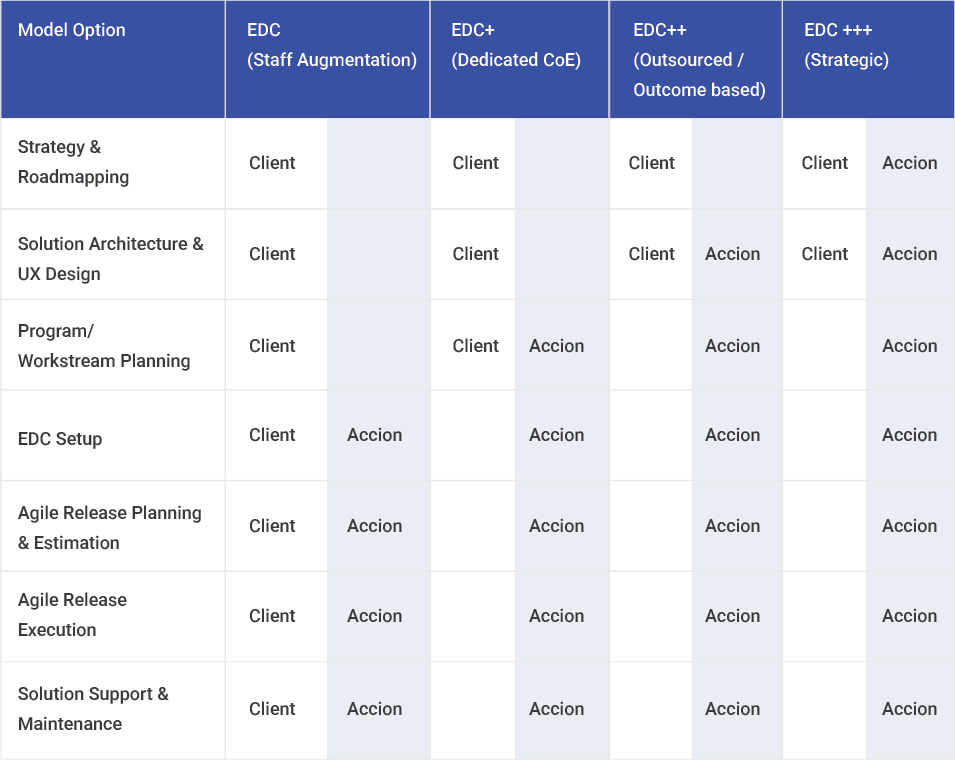 Model Option
EDC
(Staff Augmentation)
EDC+
(Dedicated CoE)
EDC++
(Outsourced /
Outcome based)
EDC +++
(Strategic)
Strategy &
Roadmapping
Client
Client
Client
Client Accion
Solution Architecture &
UX Design
Client
Client
Client Accion
Client Accion
Program/
Workstream Planning
Client
Client Accion
Accion
Accion
EDC Setup
Client Accion
Accion
Accion
Accion
Agile Release Planning
& Estimation
Client Accion
Accion
Accion
Accion
Agile Release
Execution
Client Accion
Accion
Accion
Accion
Solution Support &
Maintenance
Client Accion
Accion
Accion
Accion